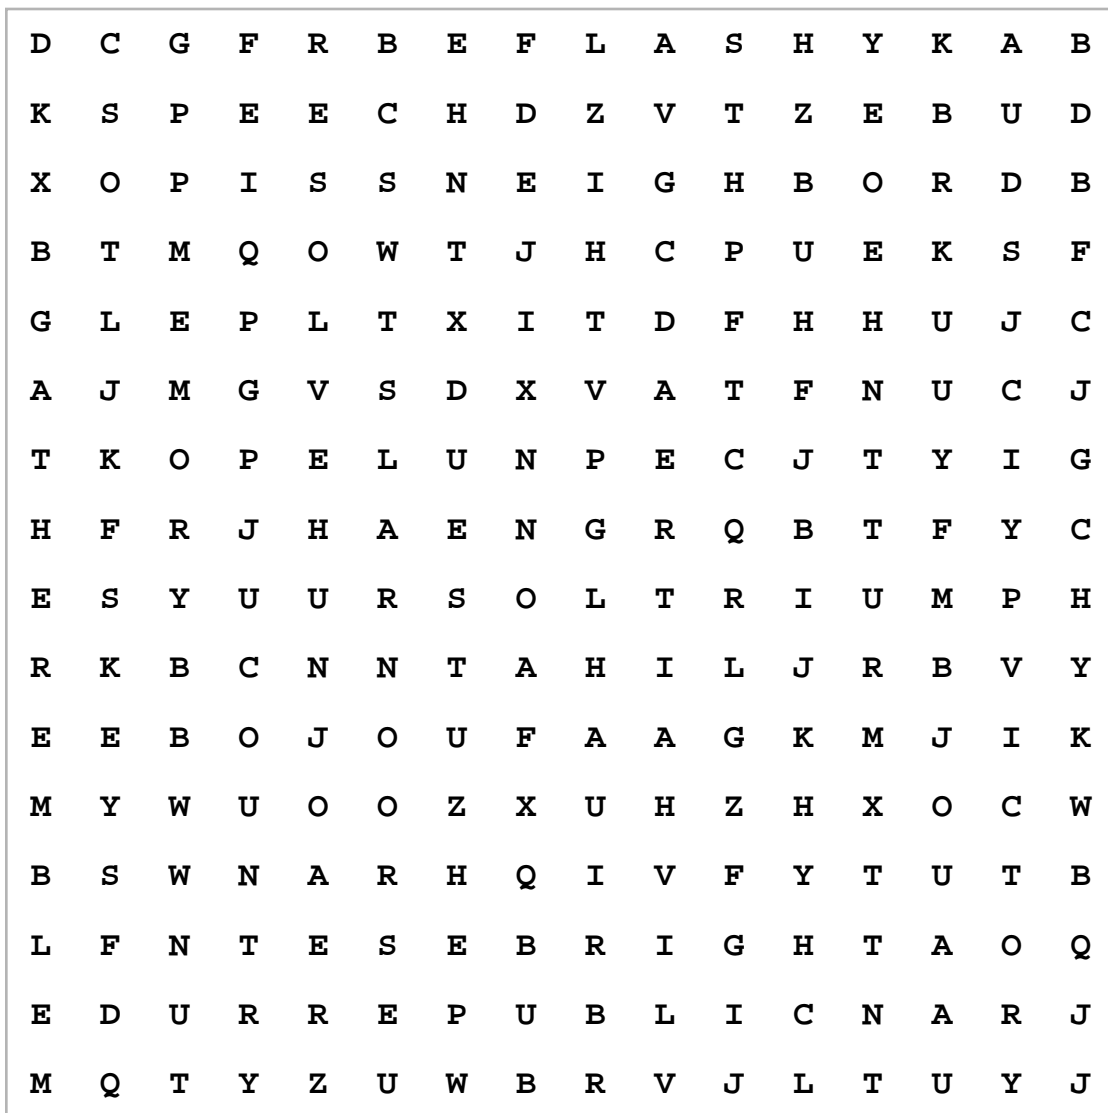 D C G F R B E F L A S H Y K A B
K S P E E C H D Z V T Z E B U D
X O P I S S N E I G H B O R D B
B T M Q O W T J H C P U E K S F
G L E P L T X I T D F H H U J C
A J M G V S D X V A T F N U C J
T K O P E L U N P E C J T Y I G
H F R J H A E N G R Q B T F Y C
E S Y U U R S O L T R I U M P H
R K B C N N T A H I L J R B V Y
E E B O J O U F A A G K M J I K
M Y W U O O Z X U H Z H X O C W
B S W N A R H Q I V F Y T U T B
L F N T E S E B R I G H T A O Q
E D U R R E P U B L I C N A R J
M Q T Y Z U W B R V J L T U Y J